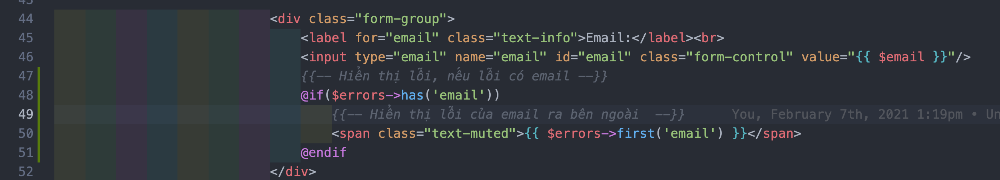 44 <div class="form-group">
45 <label for="email" class="text-info">Email:</label><br>
46 <input type="email" name="email" id="email" class="form-control" value="{{ $email }}"/>
47 {{-- Hiển thị lỗi, nếu lỗi có email --}}
48 @if($errors->has('email'))
49 {{-- Hiển thị lỗi của email ra bên ngoài  --}} You, February 7th, 2021 1:19pm •
50 <span class="text-muted">{{ $errors->first('email') }}</span>
51 @endif
52 </div>